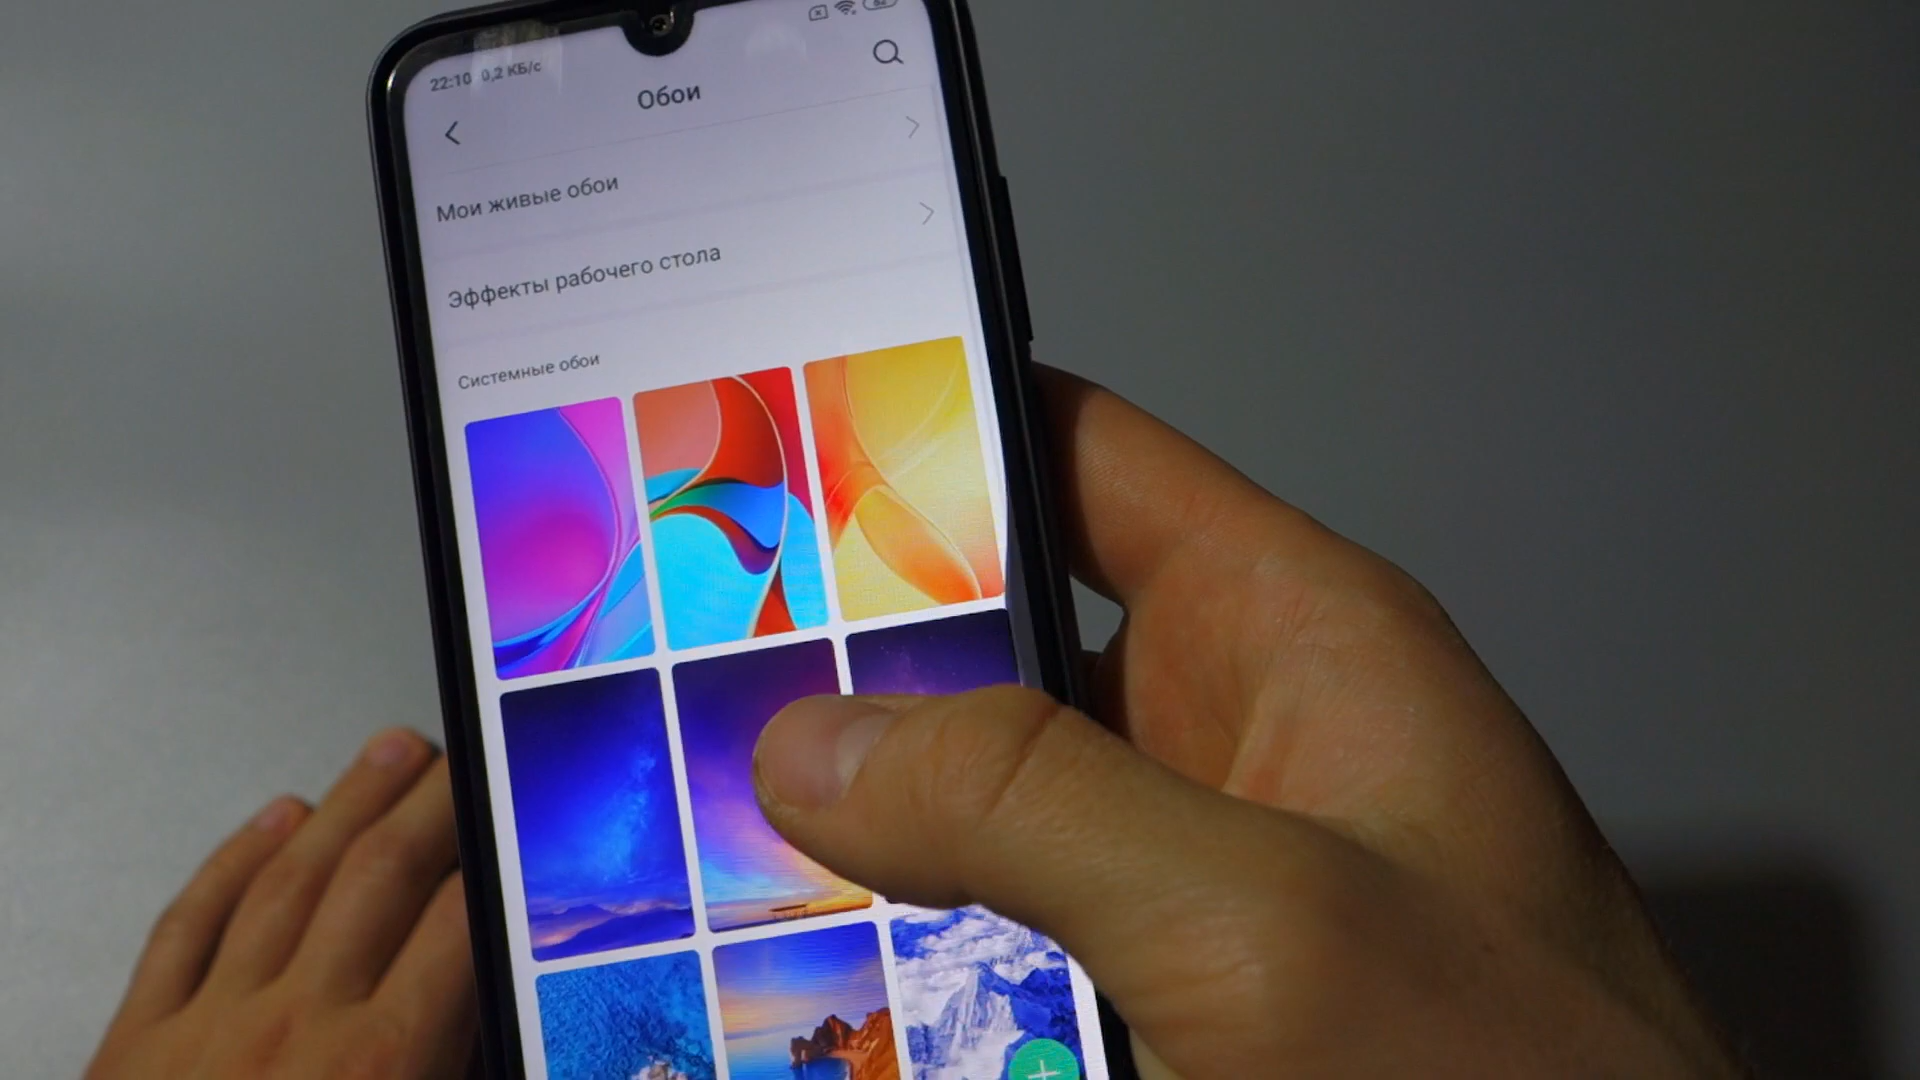 22:10 0,2 КБ/с
Обои
Мои живые обои
Эффекты рабочего стола
Системные обои